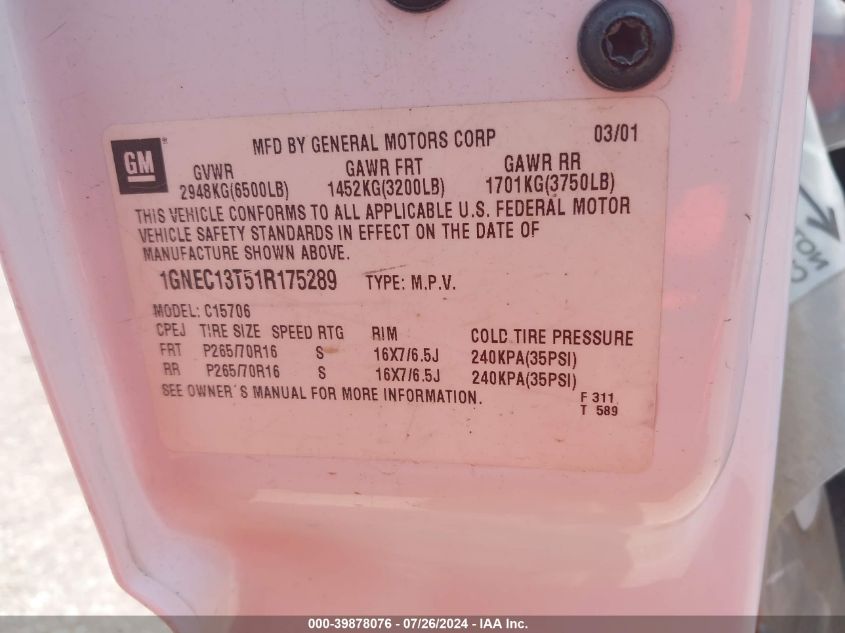 GM
MFD BY GENERAL MOTORS CORP 03/01
GVWR GAWR FRT GAWR RR
2948KG(6500LB) 1452KG(3200LB) 1701KG(3750LB)
THIS VEHICLE CONFORMS TO ALL APPLICABLE U.S. FEDERAL MOTOR
VEHICLE SAFETY STANDARDS IN EFFECT ON THE DATE OF
MANUFACTURE SHOWN ABOVE.
1GNEC13T51R175289 TYPE: M.P.V.
MODEL: C15706
CPEJ TIRE SIZE SPEED RTG RIM COLD TIRE PRESSURE
FRT P265/70R16 S 16X7/6.5J 240KPA(35PSI)
RR P265/70R16 S 16X7/6.5J 240KPA(35PSI)
SEE OWNER'S MANUAL FOR MORE INFORMATION.
F 311
T 589
000-39878076 / 07/26/2024 - IAA Inc.